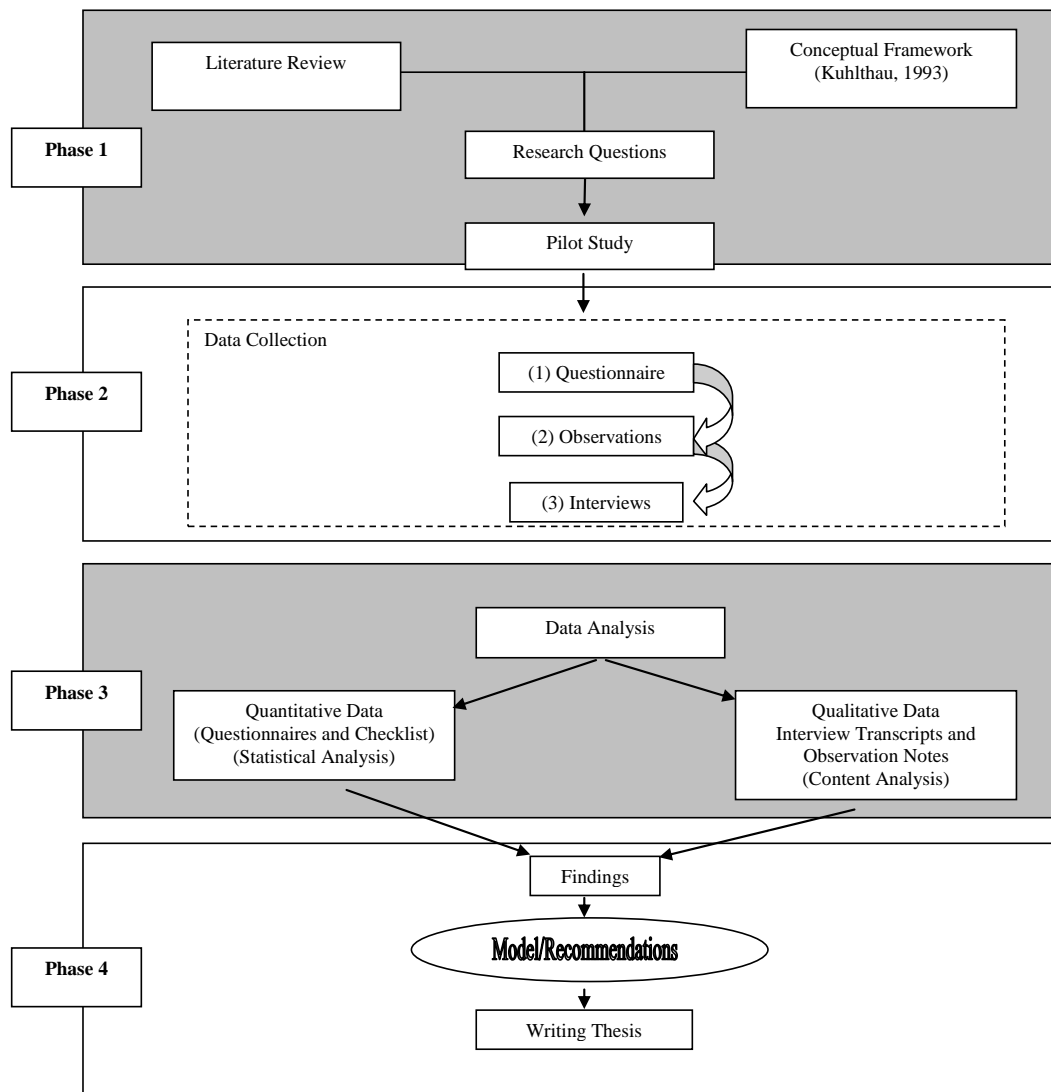 Literature Review
Conceptual Framework
(Kuhlthau, 1993)
Phase 1
Research Questions
Pilot Study
Data Collection
Phase 2
(1) Questionnaire
(2) Observations
(3) Interviews
Data Analysis
Phase 3
Quantitative Data
(Questionnaires and Checklist)
(Statistical Analysis)
Qualitative Data
Interview Transcripts and
Observation Notes
(Content Analysis)
Findings
Model/Recommendations
Phase 4
Writing Thesis